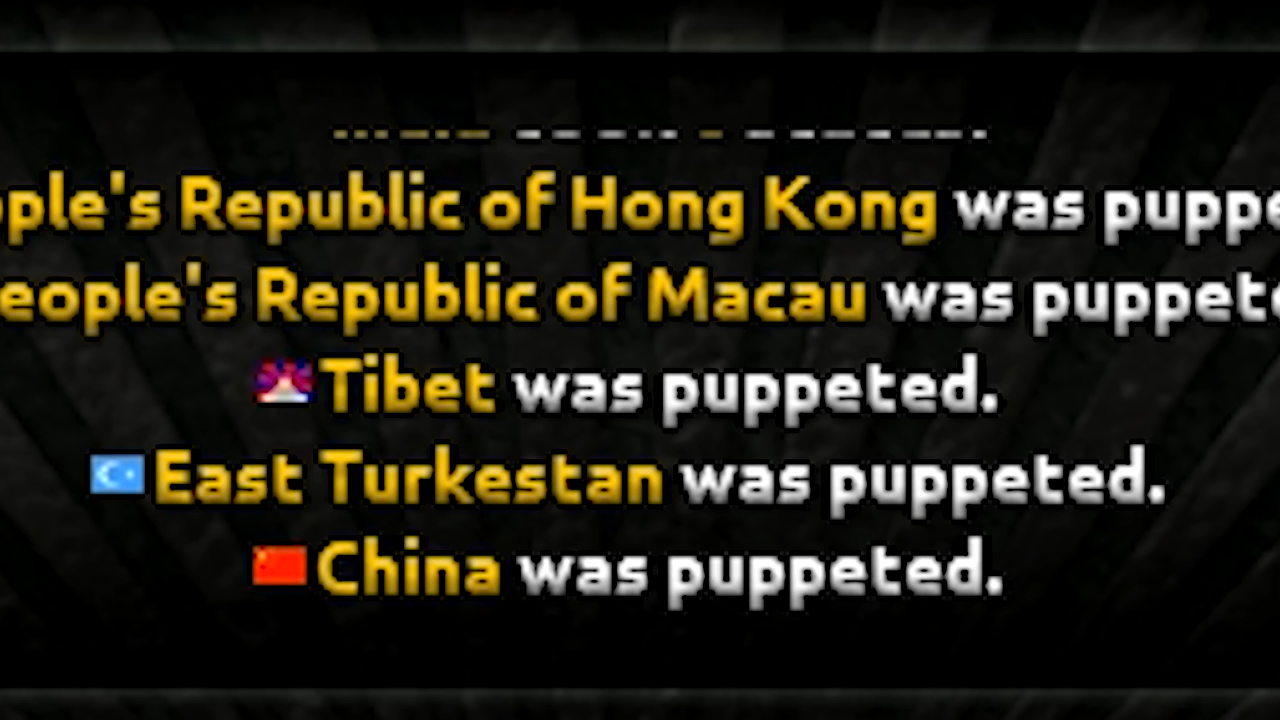 ople's Republic of Hong Kong was puppe
eople's Republic of Macau was puppete
Tibet was puppeted.
East Turkestan was puppeted.
China was puppeted.